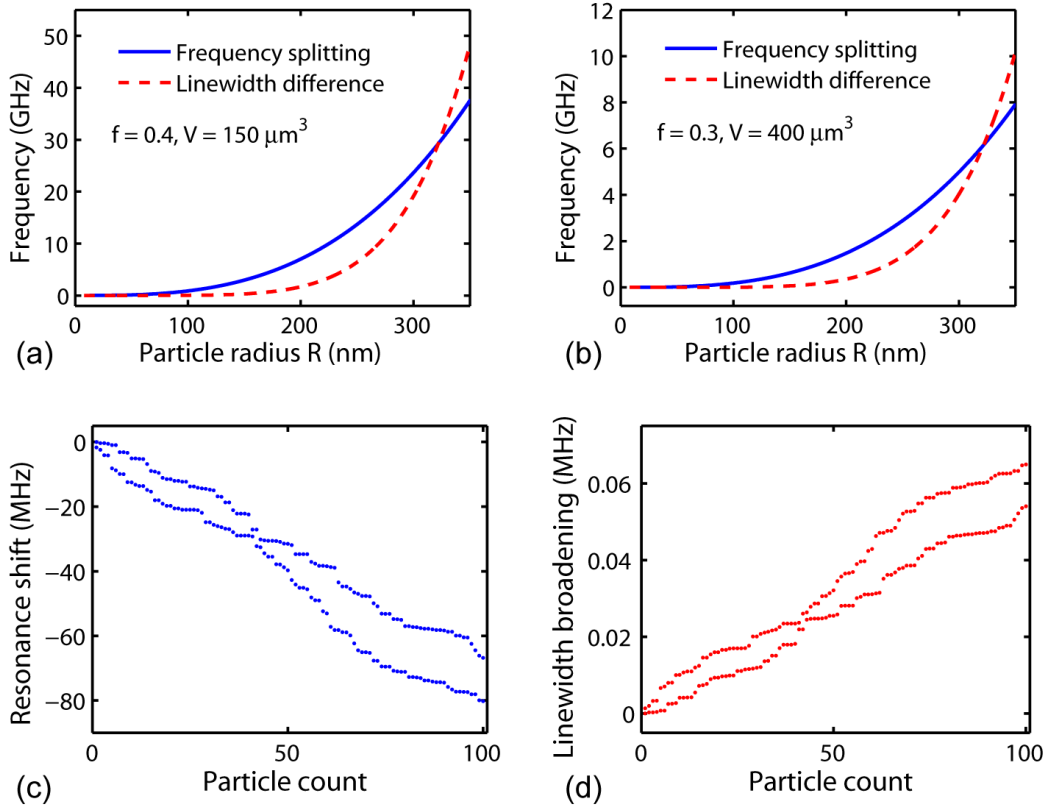 Frequency (GHz)
50
40
30
20
10
0
Frequency splitting
Linewidth difference
f = 0.4, V = 150 μm³
0 100 200 300
(a) Particle radius R (nm)
Frequency (GHz)
12
10
8
6
4
2
0
Frequency splitting
Linewidth difference
f = 0.3, V = 400 μm³
0 100 200 300
(b) Particle radius R (nm)
Resonance shift (MHz)
0
−20
−40
−60
−80
0 50 100
(c) Particle count
Linewidth broadening (MHz)
0.06
0.04
0.02
0
0 50 100
(d) Particle count